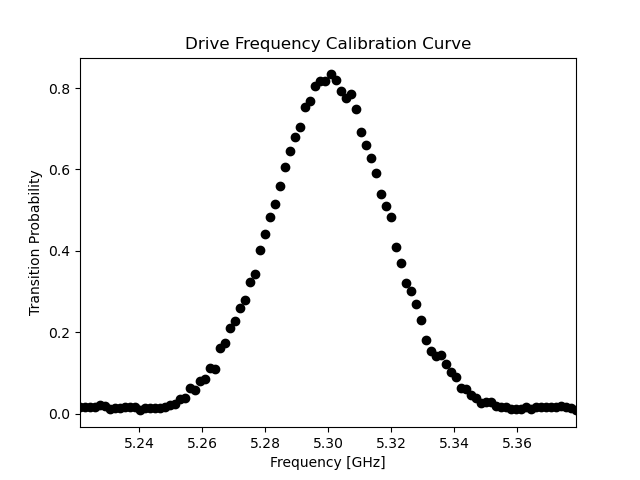 Drive Frequency Calibration Curve
Transition Probability
0.8
0.6
0.4
0.2
0.0
5.24 5.26 5.28 5.30 5.32 5.34 5.36
Frequency [GHz]